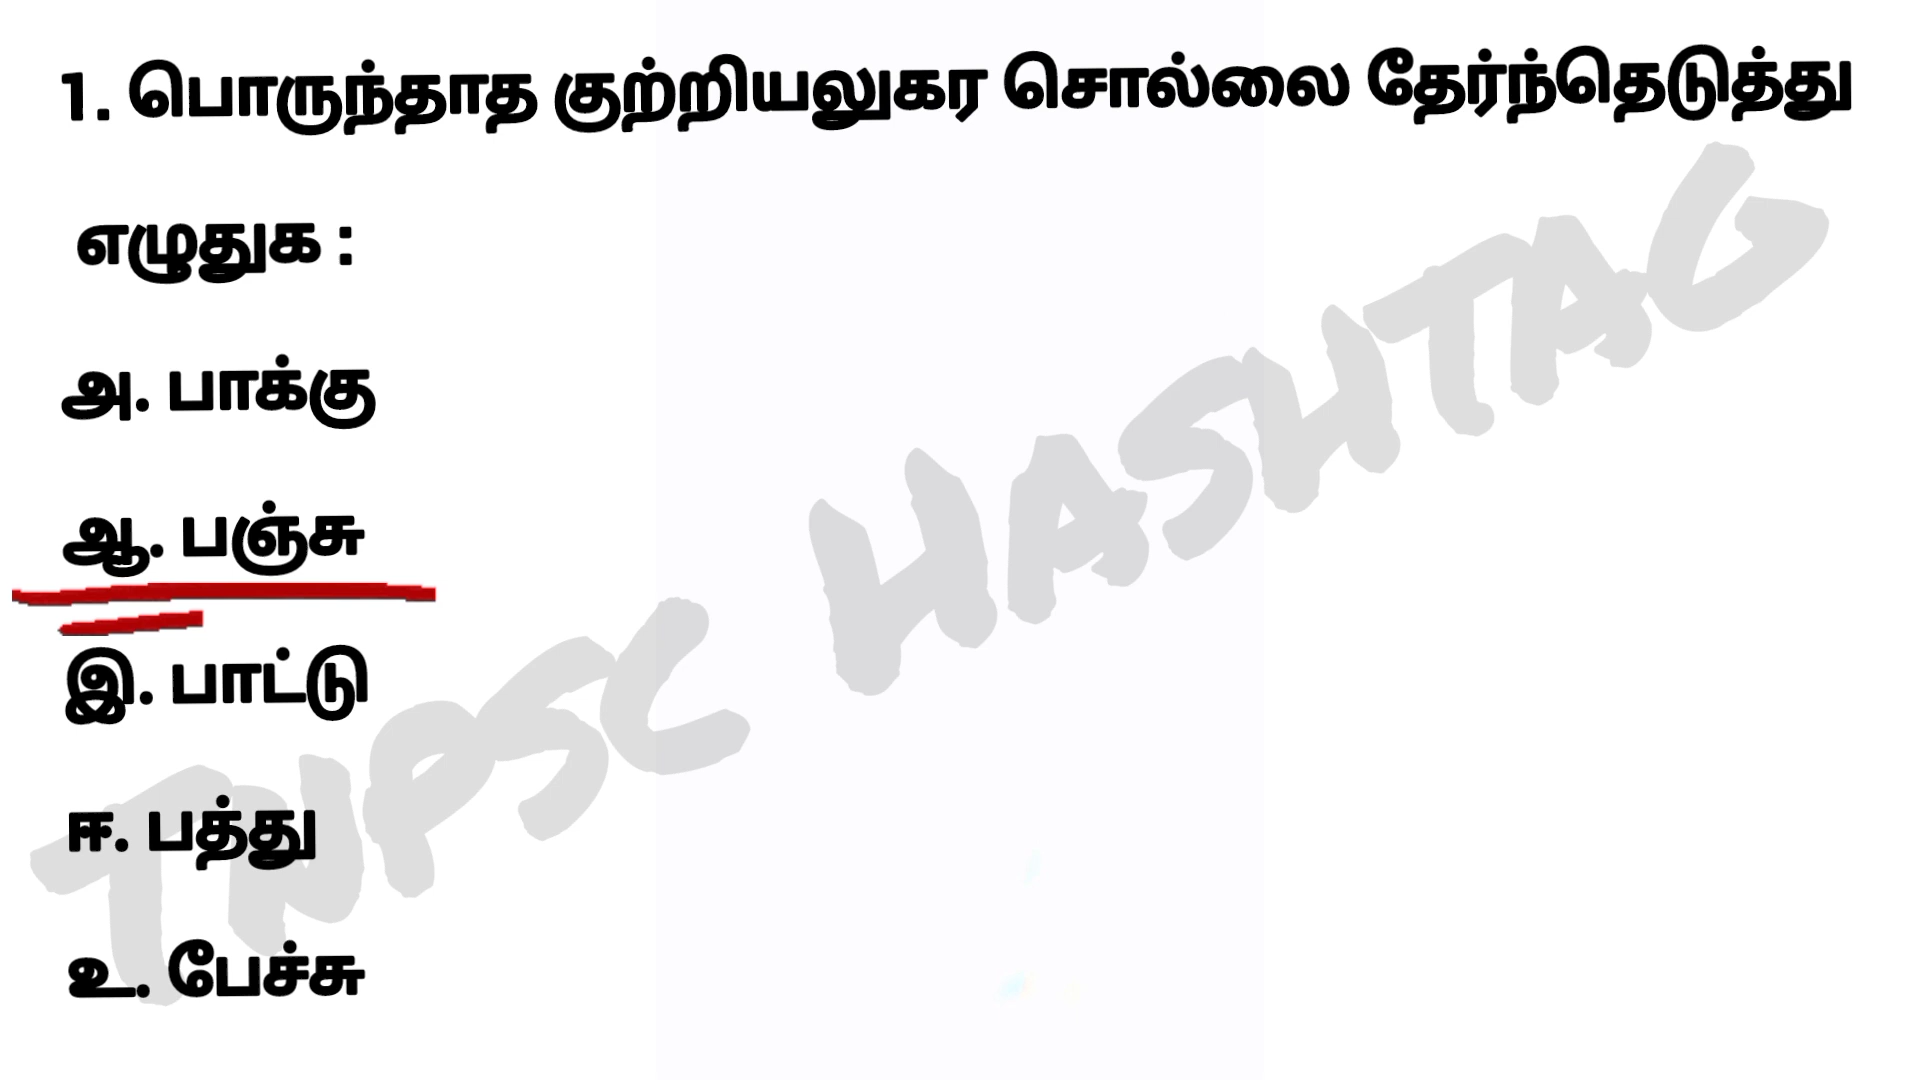 1. பொருந்தாத குற்றியலுகர சொல்லை தேர்ந்தெடுத்து
எழுதுக :
அ. பாக்கு
ஆ. பஞ்சு
இ. பாட்டு
ஈ. பத்து
உ. பேச்சு
TNPSC HASHTAG